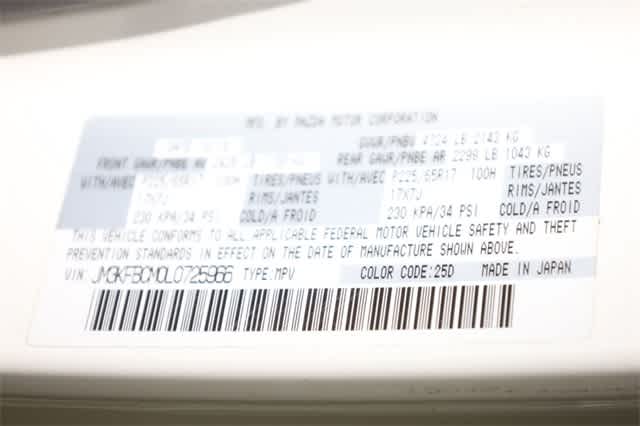 MFG. BY MAZDA MOTOR CORPORATION
GVWR/PNBV 4724 LB 2143 KG
FRONT GAWR/PNBE AV
REAR GAWR/PNBE AR 2299 LB 1043 KG
WITH/AVEC P225/65R17 100H TIRES/PNEUS WITH/AVEC P225/65R17 100H TIRES/PNEUS
17X7J RIMS/JANTES 17X7J RIMS/JANTES
230 KPA/34 PSI COLD/A FROID 230 KPA/34 PSI COLD/A FROID
THIS VEHICLE CONFORMS TO ALL APPLICABLE FEDERAL MOTOR VEHICLE SAFETY AND THEFT
PREVENTION STANDARDS IN EFFECT ON THE DATE OF MANUFACTURE SHOWN ABOVE.
VIN: JM3KFBCM0L0725966 TYPE:MPV COLOR CODE:25D MADE IN JAPAN